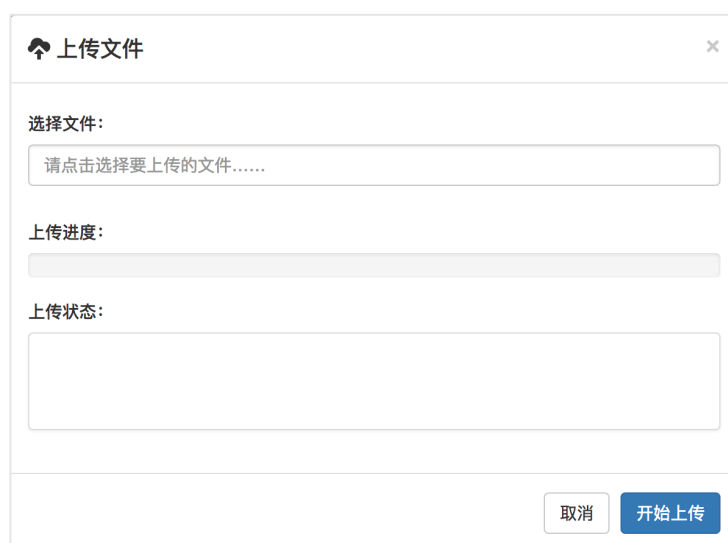 上传文件
×
选择文件：
请点击选择要上传的文件......
上传进度：
上传状态：
取消
开始上传